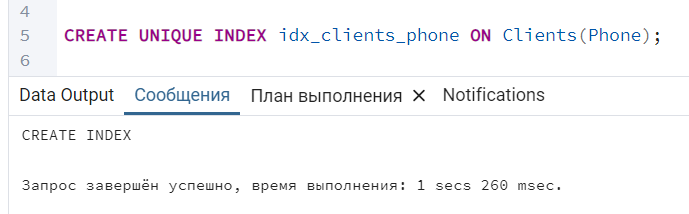 4
5 CREATE UNIQUE INDEX idx_clients_phone ON Clients(Phone);
6
Data Output Сообщения План выполнения × Notifications
CREATE INDEX
Запрос завершён успешно, время выполнения: 1 secs 260 msec.